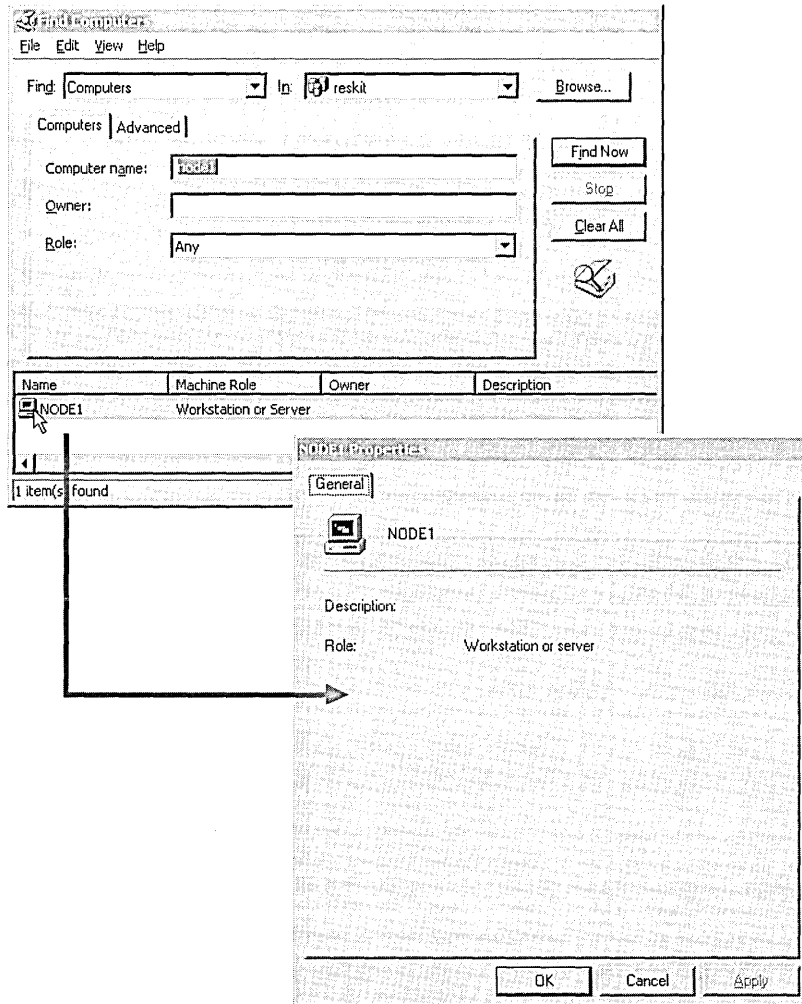 Find Computers
File Edit View Help
Find: Computers In: reskit Browse...
Computers Advanced
Computer name: node1
Owner:
Role: Any
Find Now
Stop
Clear All
Name Machine Role Owner Description
NODE1 Workstation or Server
1 item(s) found
NODE1 Properties
General
NODE1
Description:
Role: Workstation or server
OK Cancel Apply